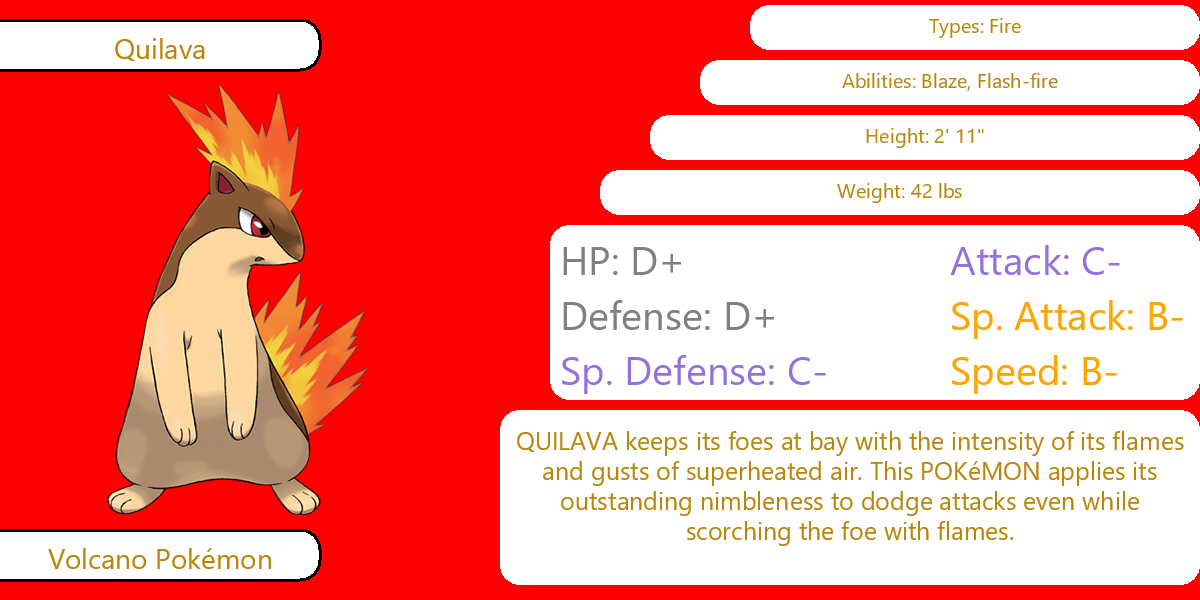 Quilava
Types: Fire
Abilities: Blaze, Flash-fire
Height: 2' 11"
Weight: 42 lbs
HP: D+
Attack: C-
Defense: D+
Sp. Attack: B-
Sp. Defense: C-
Speed: B-
QUILAVA keeps its foes at bay with the intensity of its flames
and gusts of superheated air. This POKéMON applies its
outstanding nimbleness to dodge attacks even while
scorching the foe with flames.
Volcano Pokémon